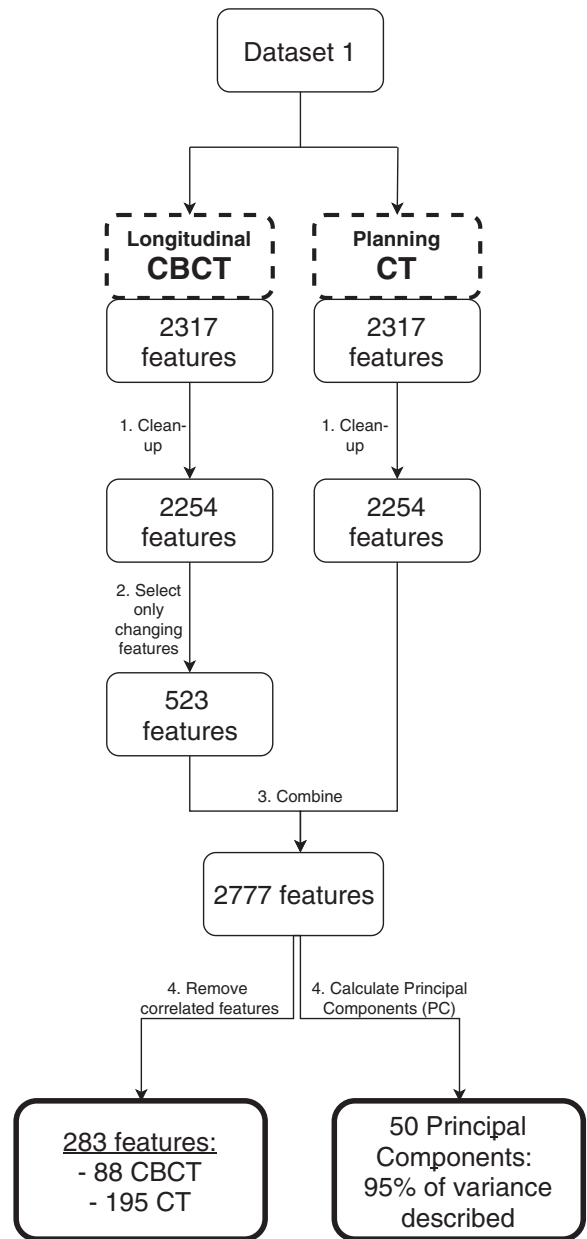 Dataset 1
Longitudinal
CBCT
Planning
CT
2317
features
2317
features
1. Clean-
up
1. Clean-
up
2254
features
2254
features
2. Select
only
changing
features
523
features
3. Combine
2777 features
4. Remove
correlated features
4. Calculate Principal
Components (PC)
283 features:
- 88 CBCT
- 195 CT
50 Principal
Components:
95% of variance
described